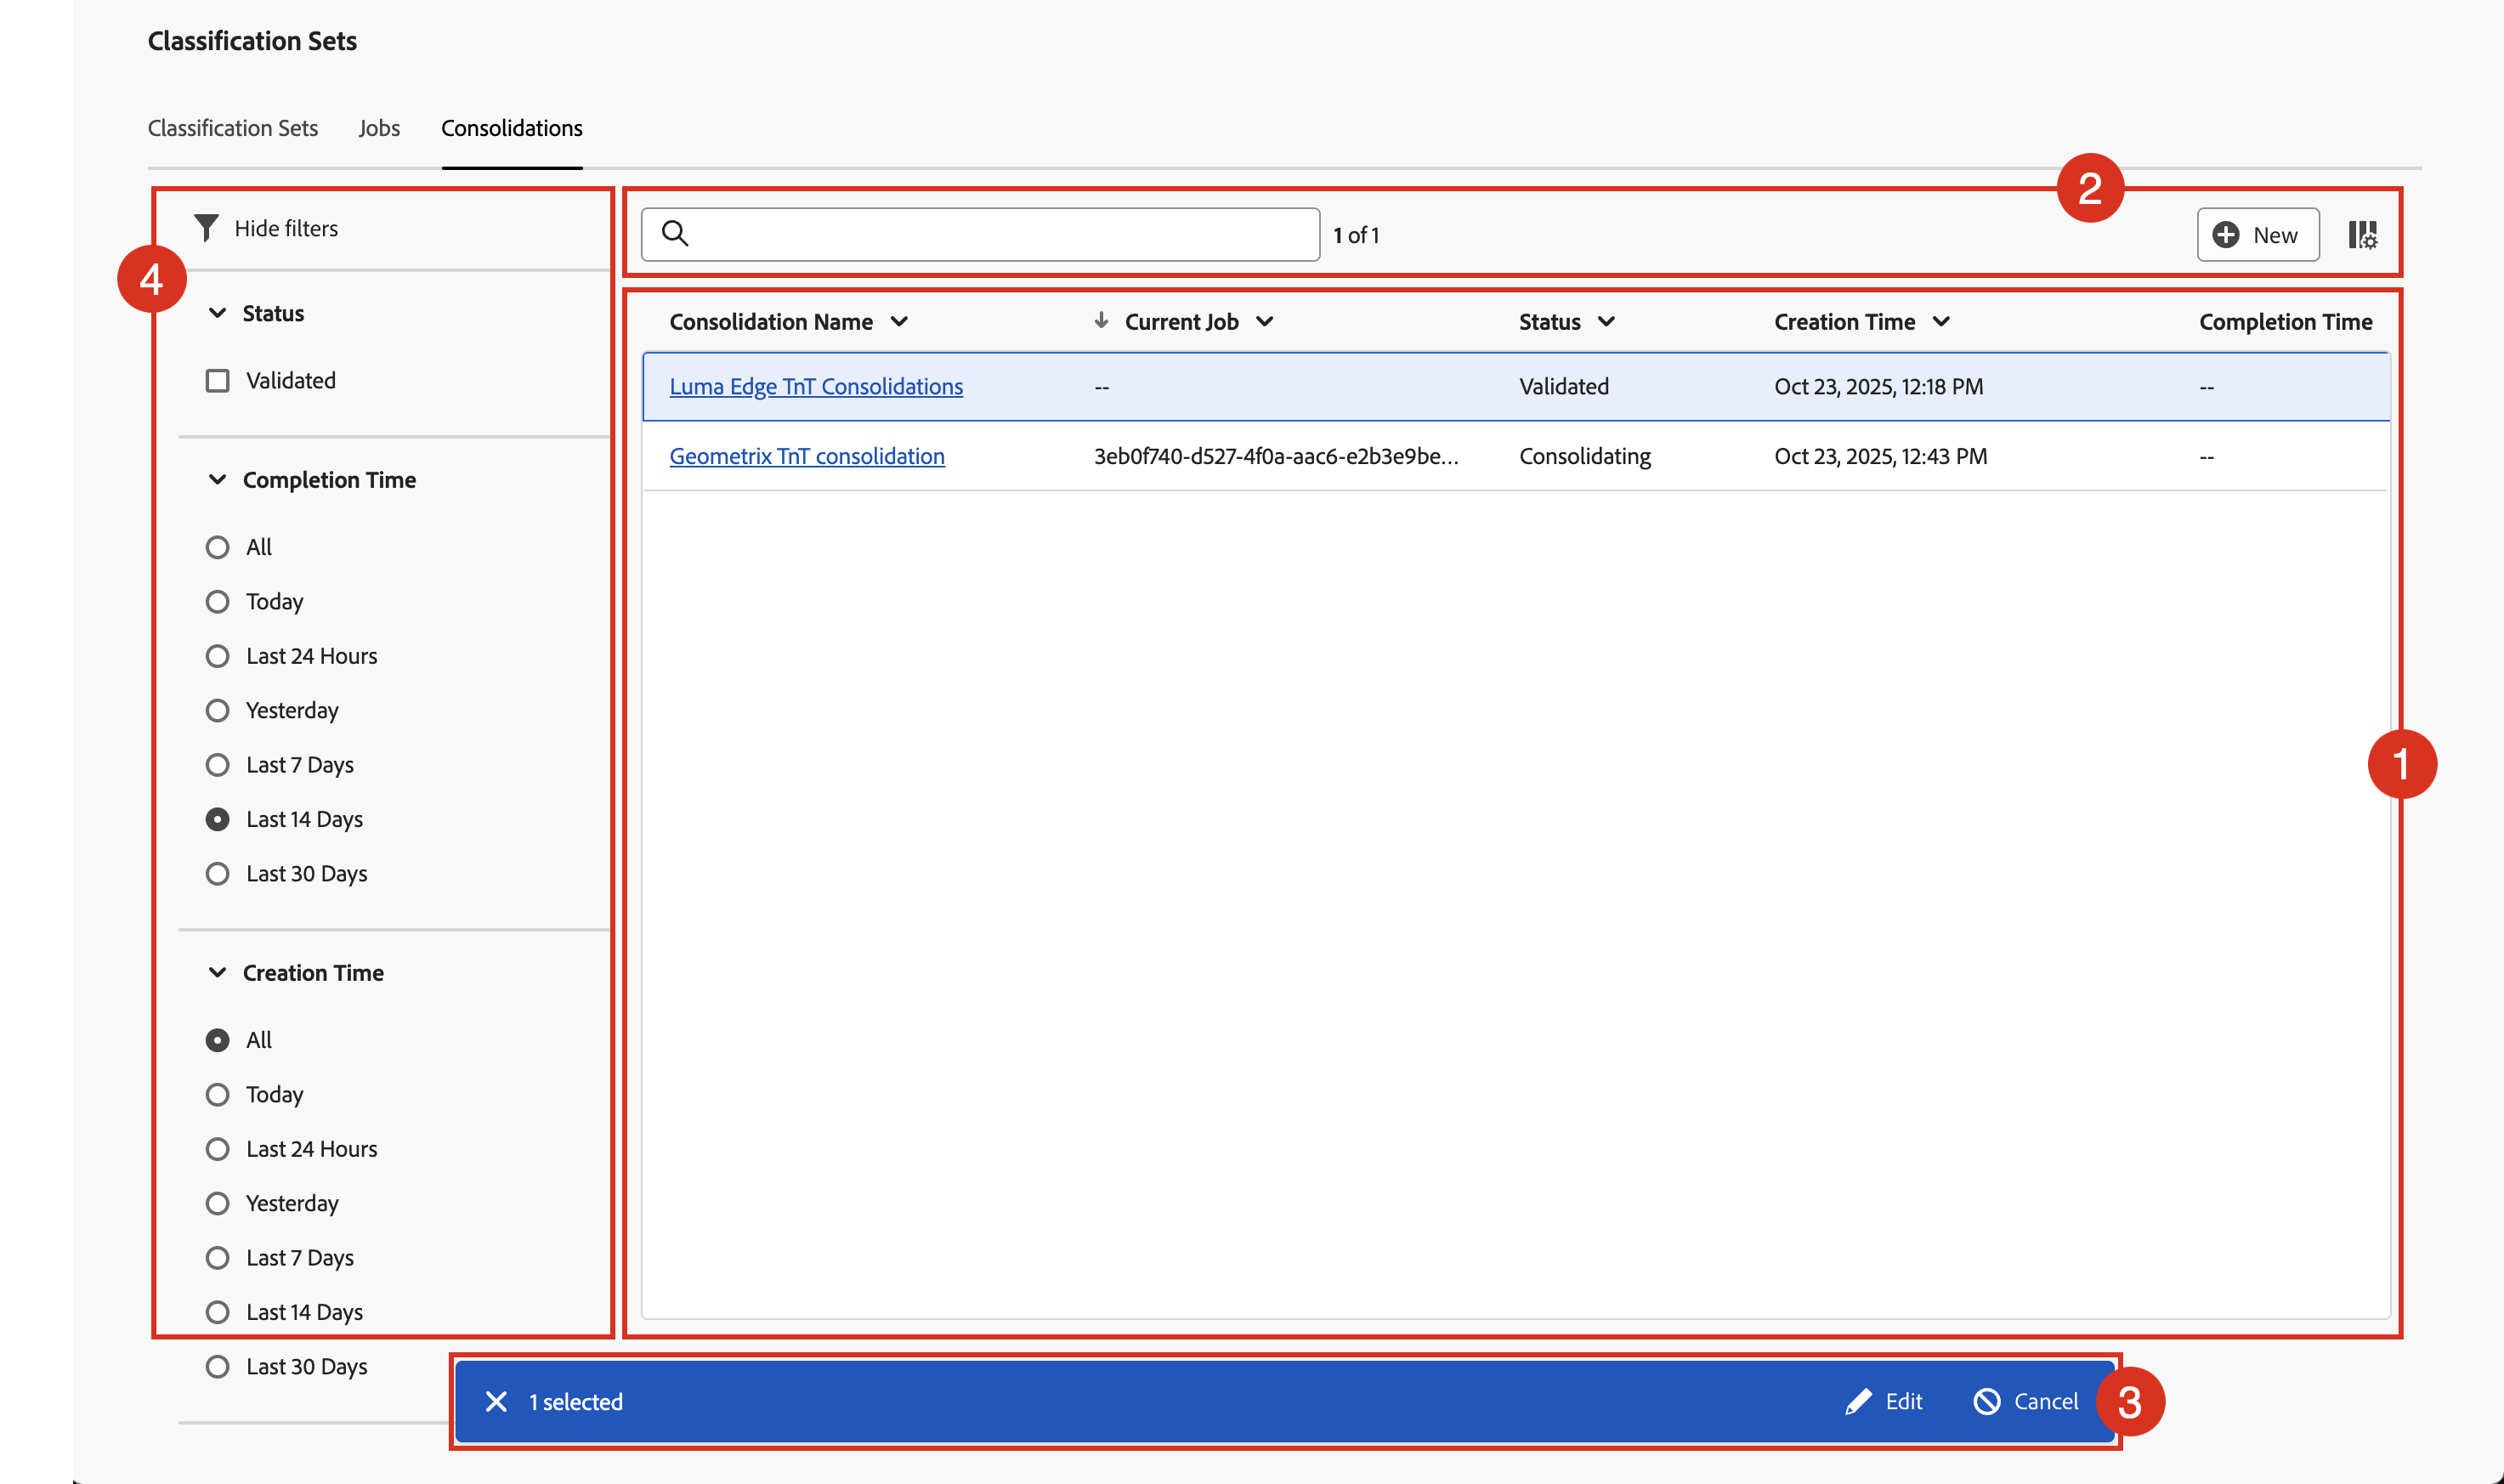 Classification Sets
Classification Sets Jobs Consolidations
Hide filters
4
Status
Validated
Completion Time
All
Today
Last 24 Hours
Yesterday
Last 7 Days
Last 14 Days
Last 30 Days
Creation Time
All
Today
Last 24 Hours
Yesterday
Last 7 Days
Last 14 Days
Last 30 Days
2
1 of 1 New
Consolidation Name Current Job Status Creation Time Completion Time
Luma Edge TnT Consolidations -- Validated Oct 23, 2025, 12:18 PM --
Geometrix TnT consolidation 3eb0f740-d527-4f0a-aac6-e2b3e9be… Consolidating Oct 23, 2025, 12:43 PM --
1
1 selected Edit Cancel 3